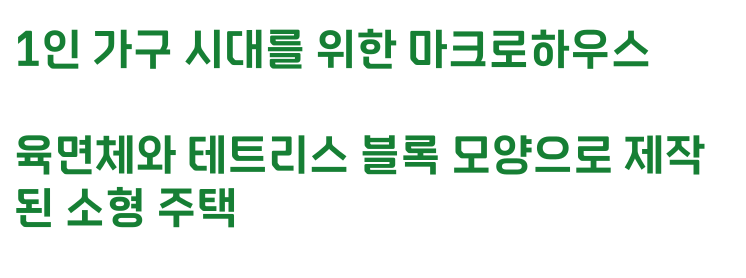 1인 가구 시대를 위한 마크로하우스
육면체와 테트리스 블록 모양으로 제작
된 소형 주택